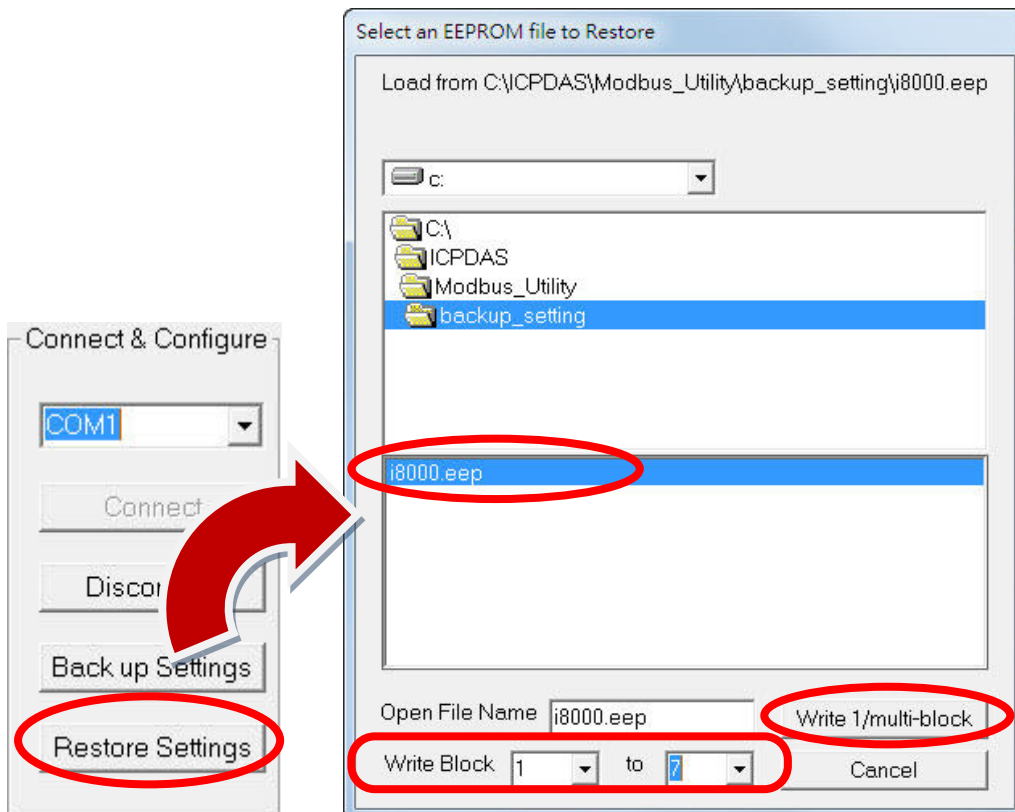 Connect & Configure
COM1
Connect
Back up Settings
Restore Settings
Select an EEPROM file to Restore
Load from C:\ICPDAS\Modbus_Utility\backup_setting\i8000.eep
c:
C:\
ICPDAS
Modbus_Utility
backup_setting
i8000.eep
Open File Name i8000.eep Write 1/multi-block
Write Block 1 to 7 Cancel